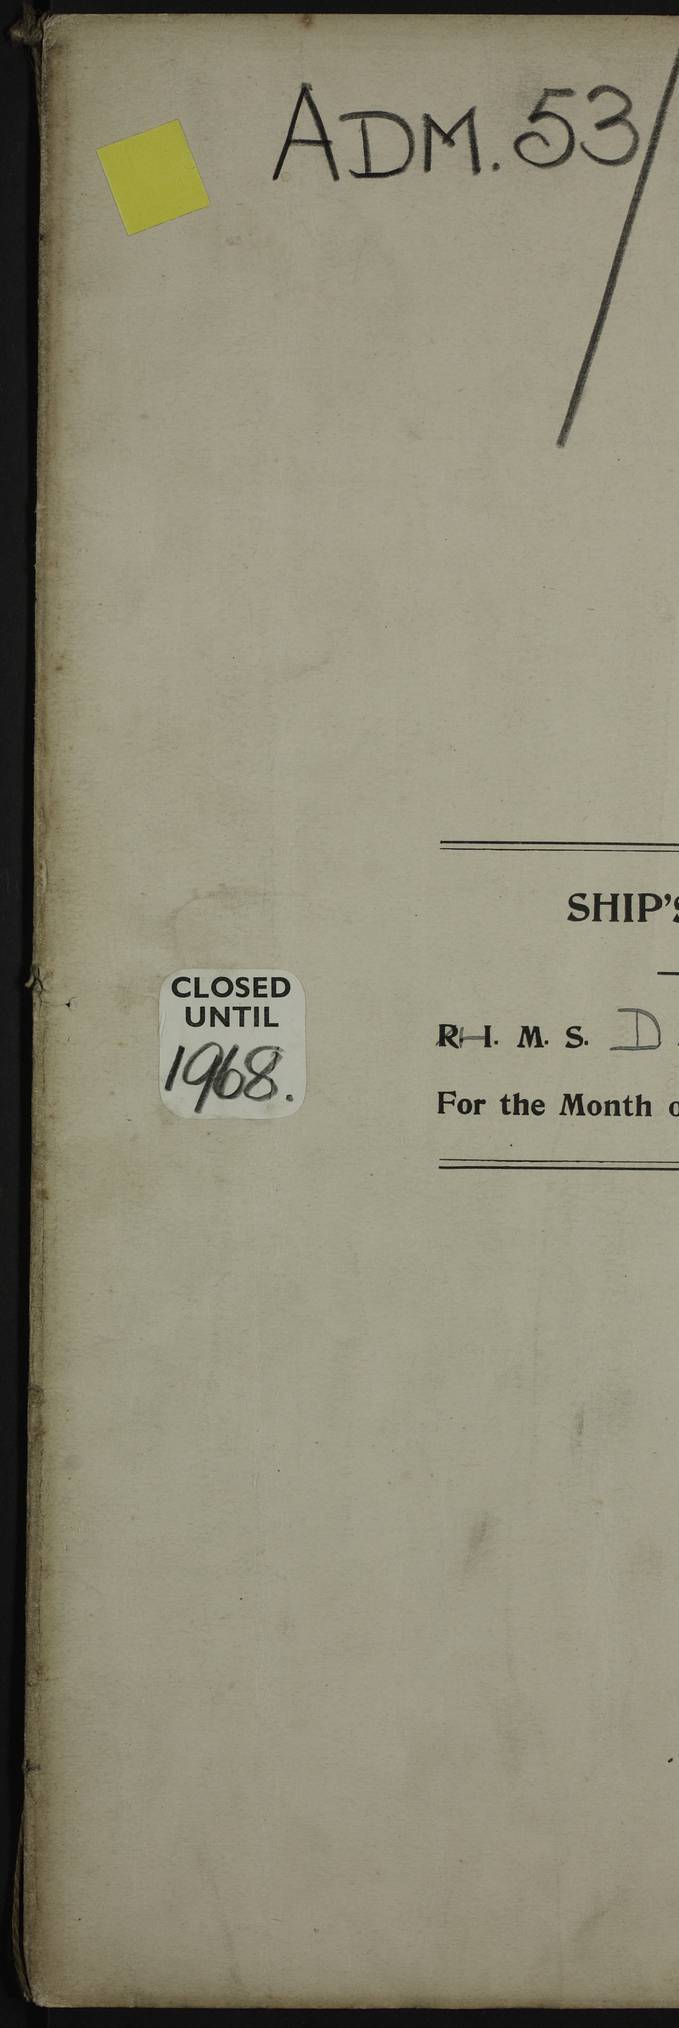 ADM. 53/
SHIP'S
CLOSED
UNTIL
1968.
H. M. S. D
For the Month o